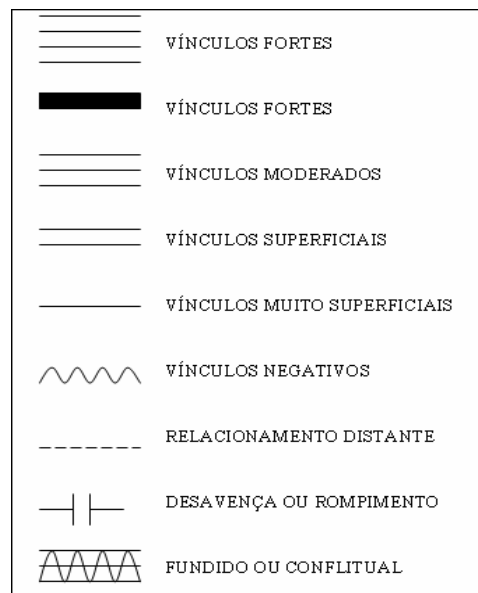 VÍNCULOS FORTES
VÍNCULOS FORTES
VÍNCULOS MODERADOS
VÍNCULOS SUPERFICIAIS
VÍNCULOS MUITO SUPERFICIAIS
VÍNCULOS NEGATIVOS
RELACIONAMENTO DISTANTE
DESAVENÇA OU ROMPIMENTO
FUNDIDO OU CONFLITUAL